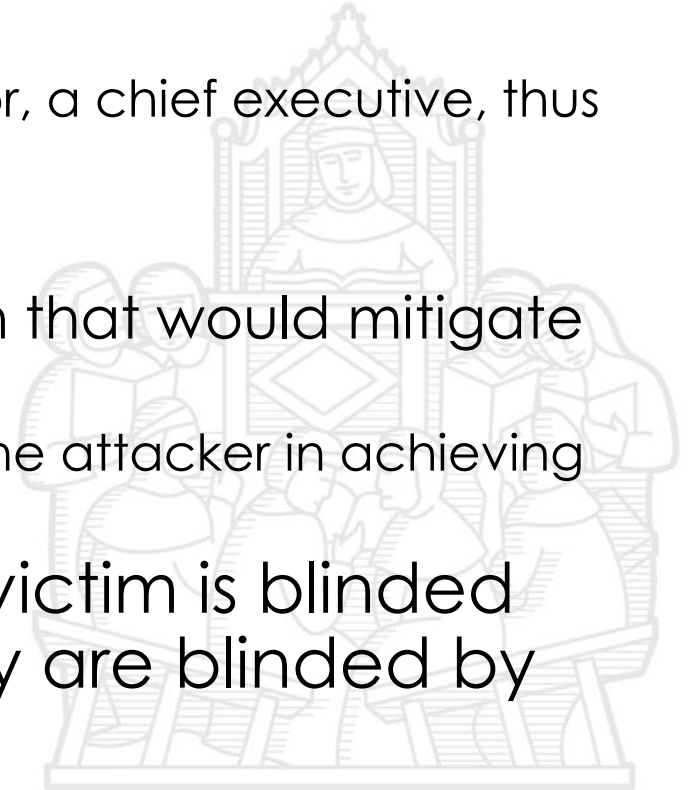 r, a chief executive, thus
that would mitigate
attacker in achieving
victim is blinded
are blinded by